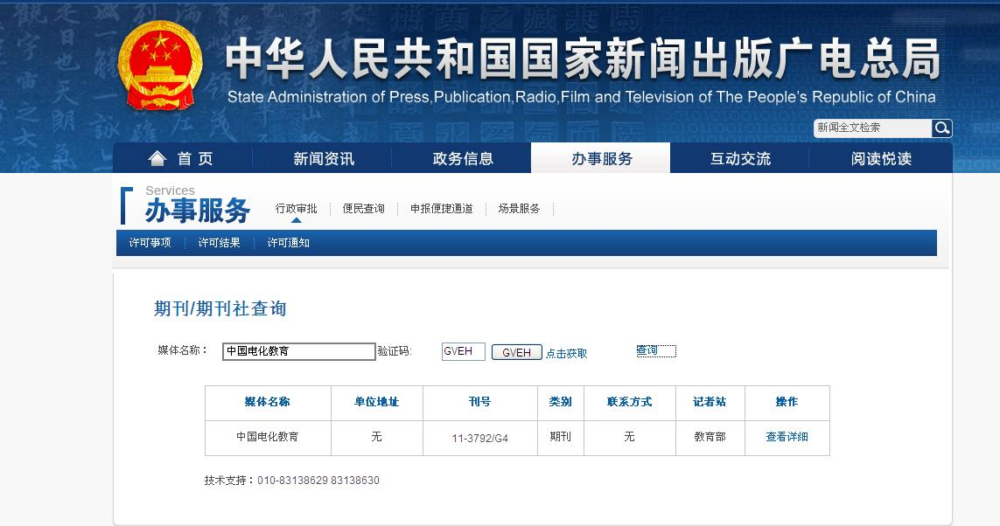 中华人民共和国国家新闻出版广电总局
State Administration of Press,Publication,Radio,Film and Television of The People's Republic of China
新闻全文检索
首 页 新闻资讯 政务信息 办事服务 互动交流 阅读悦读
Services
办事服务 行政审批 便民查询 申报便捷通道 场景服务
许可事项 许可结果 许可通知
期刊/期刊社查询
媒体名称： 中国电化教育 验证码: GVEH GVEH 点击获取 查询
媒体名称 单位地址 刊号 类别 联系方式 记者站 操作
中国电化教育 无 11-3792/G4 期刊 无 教育部 查看详细
技术支持：010-83138629 83138630